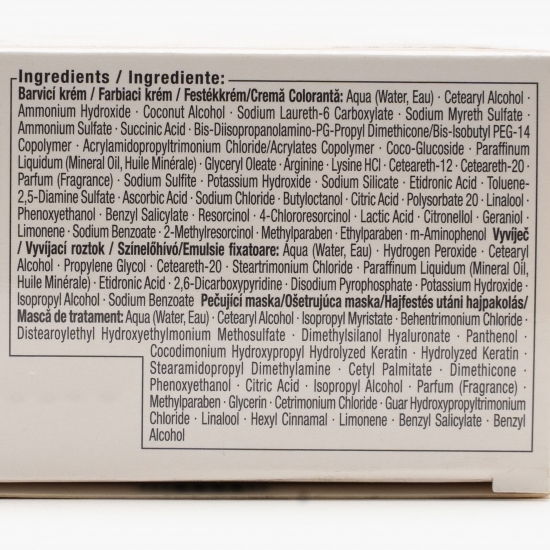 Ingredients / Ingrediente:
Barvicí krém / Farbiaci krém / Festékkrém/Cremă Colorantă: Aqua (Water, Eau) · Cetearyl Alcohol ·
Ammonium Hydroxide · Coconut Alcohol · Sodium Laureth-6 Carboxylate · Sodium Myreth Sulfate ·
Ammonium Sulfate · Succinic Acid · Bis-Diisopropanolamino-PG-Propyl Dimethicone/Bis-Isobutyl PEG-14
Copolymer · Acrylamidopropyltrimonium Chloride/Acrylates Copolymer · Coco-Glucoside · Paraffinum
Liquidum (Mineral Oil, Huile Minérale) · Glyceryl Oleate · Arginine · Lysine HCl · Ceteareth-12 · Ceteareth-20 ·
Parfum (Fragrance) · Sodium Sulfite · Potassium Hydroxide · Sodium Silicate · Etidronic Acid · Toluene-
2,5-Diamine Sulfate · Ascorbic Acid · Sodium Chloride · Butyloctanol · Citric Acid · Polysorbate 20 · Linalool ·
Phenoxyethanol · Benzyl Salicylate · Resorcinol · 4-Chlororesorcinol · Lactic Acid · Citronellol · Geraniol ·
Limonene · Sodium Benzoate · 2-Methylresorcinol · Methylparaben · Ethylparaben · m-Aminophenol Vyvíječ
/ Vyvíjací roztok / Színelőhívó/Emulsie fixatoare: Aqua (Water, Eau) · Hydrogen Peroxide · Cetearyl
Alcohol · Propylene Glycol · Ceteareth-20 · Steartrimonium Chloride · Paraffinum Liquidum (Mineral Oil,
Huile Minérale) · Etidronic Acid · 2,6-Dicarboxypyridine · Disodium Pyrophosphate · Potassium Hydroxide ·
Isopropyl Alcohol · Sodium Benzoate Pečující maska/Ošetrujúca maska/Hajfestés utáni hajpakolás/
Mască de tratament: Aqua (Water, Eau) · Cetearyl Alcohol · Isopropyl Myristate · Behentrimonium Chloride ·
Distearoylethyl Hydroxyethylmonium Methosulfate · Dimethylsilanol Hyaluronate · Panthenol ·
Cocodimonium Hydroxypropyl Hydrolyzed Keratin · Hydrolyzed Keratin ·
Stearamidopropyl Dimethylamine · Cetyl Palmitate · Dimethicone ·
Phenoxyethanol · Citric Acid · Isopropyl Alcohol · Parfum (Fragrance) ·
Methylparaben · Glycerin · Cetrimonium Chloride · Guar Hydroxypropyltrimonium
Chloride · Linalool · Hexyl Cinnamal · Limonene · Benzyl Salicylate · Benzyl
Alcohol